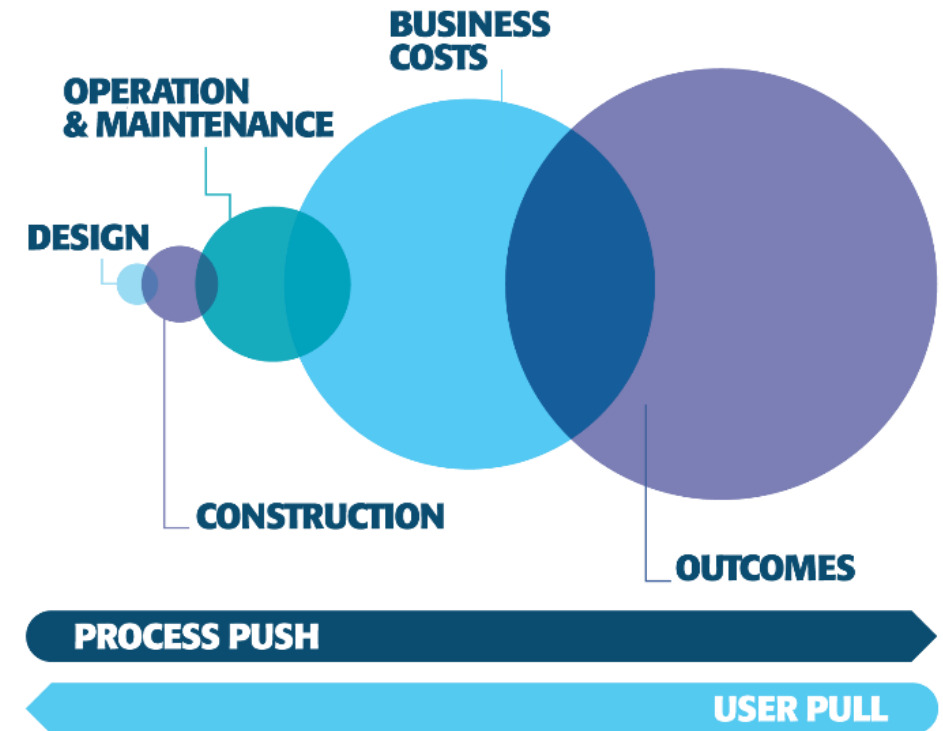 BUSINESS
COSTS
OPERATION
& MAINTENANCE
DESIGN
CONSTRUCTION
OUTCOMES
PROCESS PUSH
USER PULL